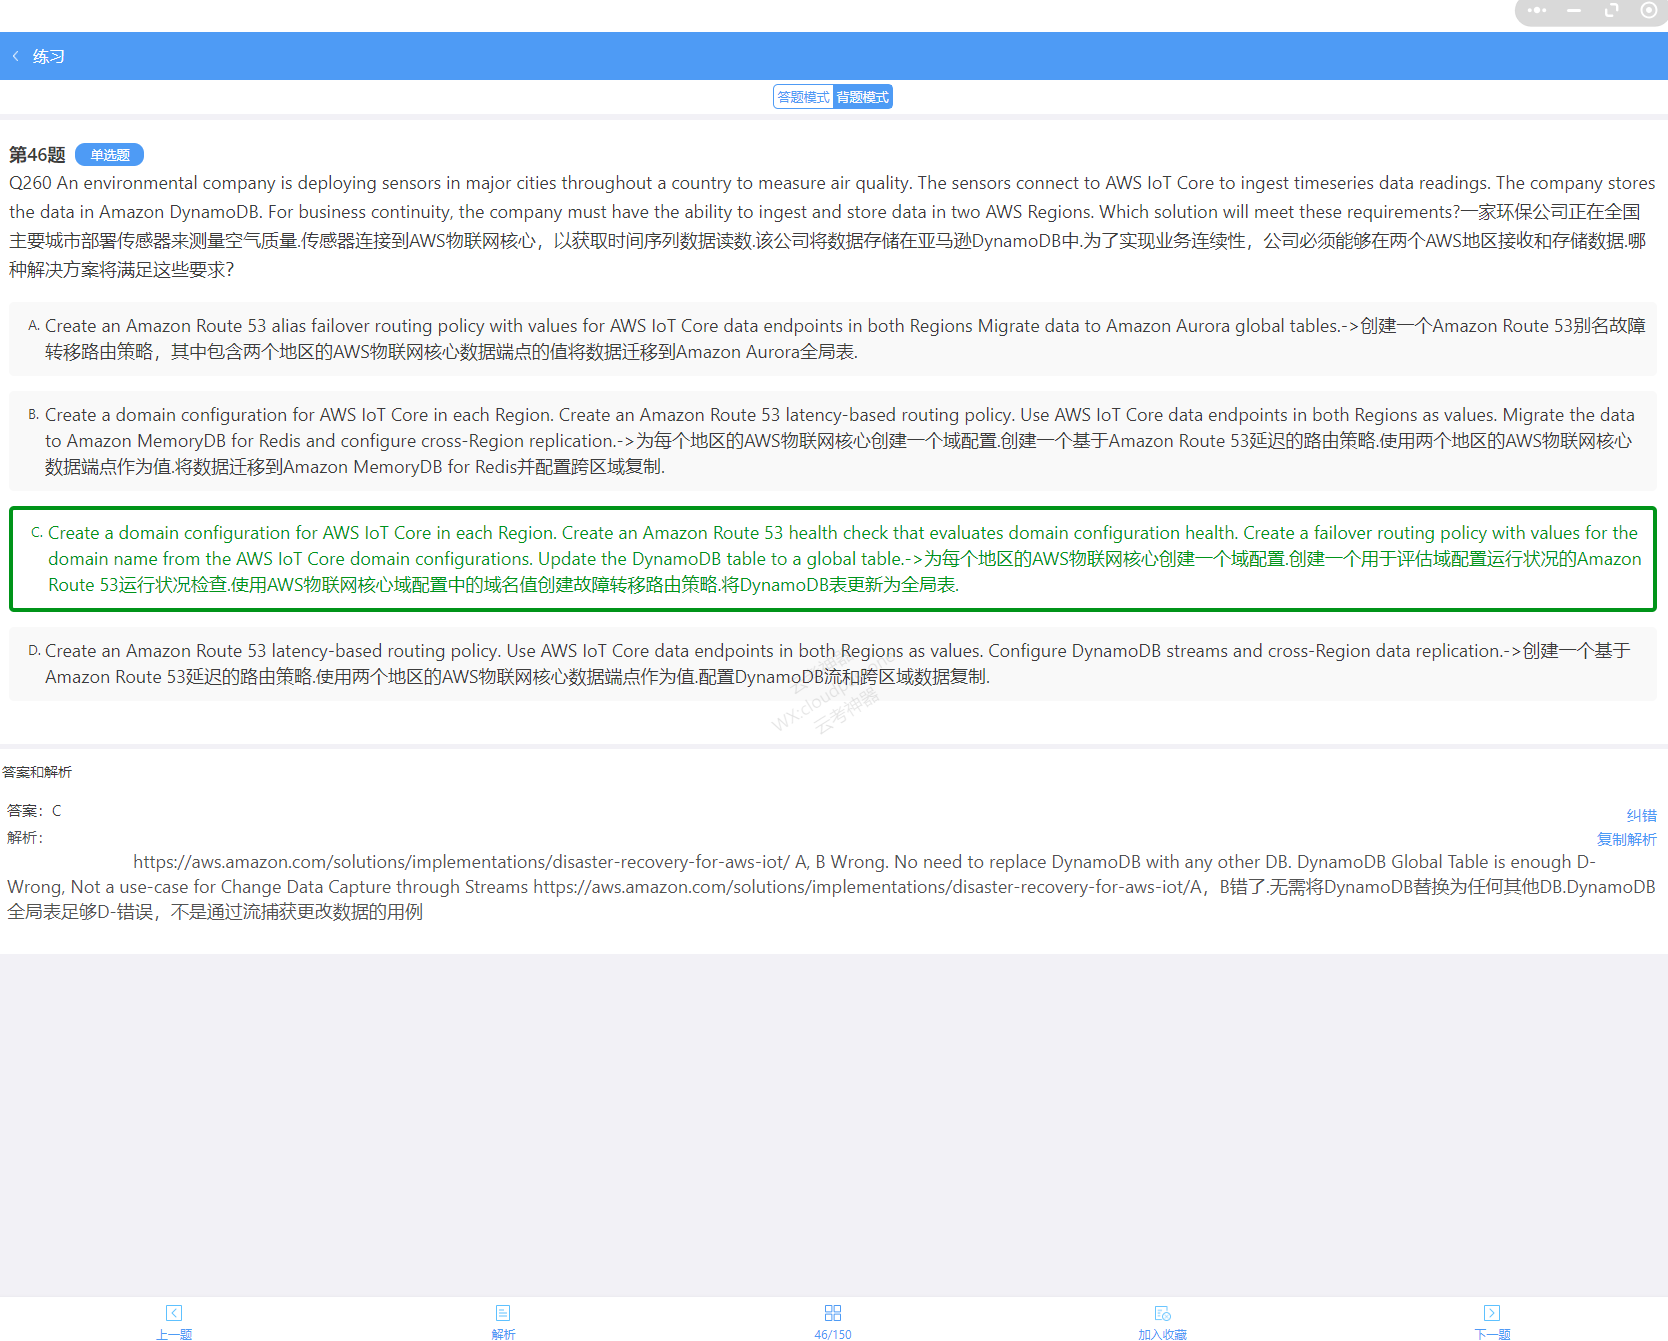 练习
答题模式 背题模式
第46题 单选题
Q260 An environmental company is deploying sensors in major cities throughout a country to measure air quality. The sensors connect to AWS IoT Core to ingest timeseries data readings. The company stores
the data in Amazon DynamoDB. For business continuity, the company must have the ability to ingest and store data in two AWS Regions. Which solution will meet these requirements?一家环保公司正在全国
主要城市部署传感器来测量空气质量.传感器连接到AWS物联网核心，以获取时间序列数据读数.该公司将数据存储在亚马逊DynamoDB中.为了实现业务连续性，公司必须能够在两个AWS地区接收和存储数据.哪
种解决方案将满足这些要求？
A. Create an Amazon Route 53 alias failover routing policy with values for AWS IoT Core data endpoints in both Regions Migrate data to Amazon Aurora global tables.->创建一个Amazon Route 53别名故障
转移路由策略，其中包含两个地区的AWS物联网核心数据端点的值将数据迁移到Amazon Aurora全局表.
B. Create a domain configuration for AWS IoT Core in each Region. Create an Amazon Route 53 latency-based routing policy. Use AWS IoT Core data endpoints in both Regions as values. Migrate the data
to Amazon MemoryDB for Redis and configure cross-Region replication.->为每个地区的AWS物联网核心创建一个域配置.创建一个基于Amazon Route 53延迟的路由策略.使用两个地区的AWS物联网核心
数据端点作为值.将数据迁移到Amazon MemoryDB for Redis并配置跨区域复制.
C. Create a domain configuration for AWS IoT Core in each Region. Create an Amazon Route 53 health check that evaluates domain configuration health. Create a failover routing policy with values for the
domain name from the AWS IoT Core domain configurations. Update the DynamoDB table to a global table.->为每个地区的AWS物联网核心创建一个域配置.创建一个用于评估域配置运行状况的Amazon
Route 53运行状况检查.使用AWS物联网核心域配置中的域名值创建故障转移路由策略.将DynamoDB表更新为全局表.
D. Create an Amazon Route 53 latency-based routing policy. Use AWS IoT Core data endpoints in both Regions as values. Configure DynamoDB streams and cross-Region data replication.->创建一个基于
Amazon Route 53延迟的路由策略.使用两个地区的AWS物联网核心数据端点作为值.配置DynamoDB流和跨区域数据复制.
云考神器
答案和解析
答案：C
纠错
解析：
复制解析
https://aws.amazon.com/solutions/implementations/disaster-recovery-for-aws-iot/ A, B Wrong. No need to replace DynamoDB with any other DB. DynamoDB Global Table is enough D-
Wrong, Not a use-case for Change Data Capture through Streams https://aws.amazon.com/solutions/implementations/disaster-recovery-for-aws-iot/A，B错了.无需将DynamoDB替换为任何其他DB.DynamoDB
全局表足够D-错误，不是通过流捕获更改数据的用例
上一题 解析 46/150 加入收藏 下一题